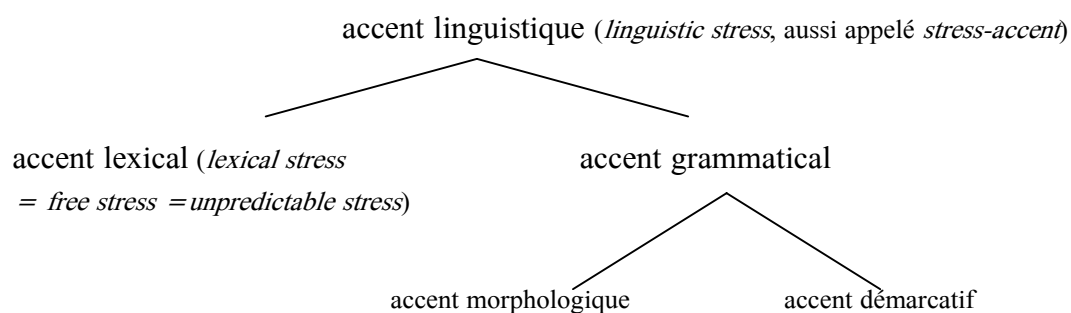 accent linguistique (linguistic stress, aussi appelé stress-accent)
accent lexical (lexical stress
= free stress =unpredictable stress)
accent grammatical
accent morphologique
accent démarcatif